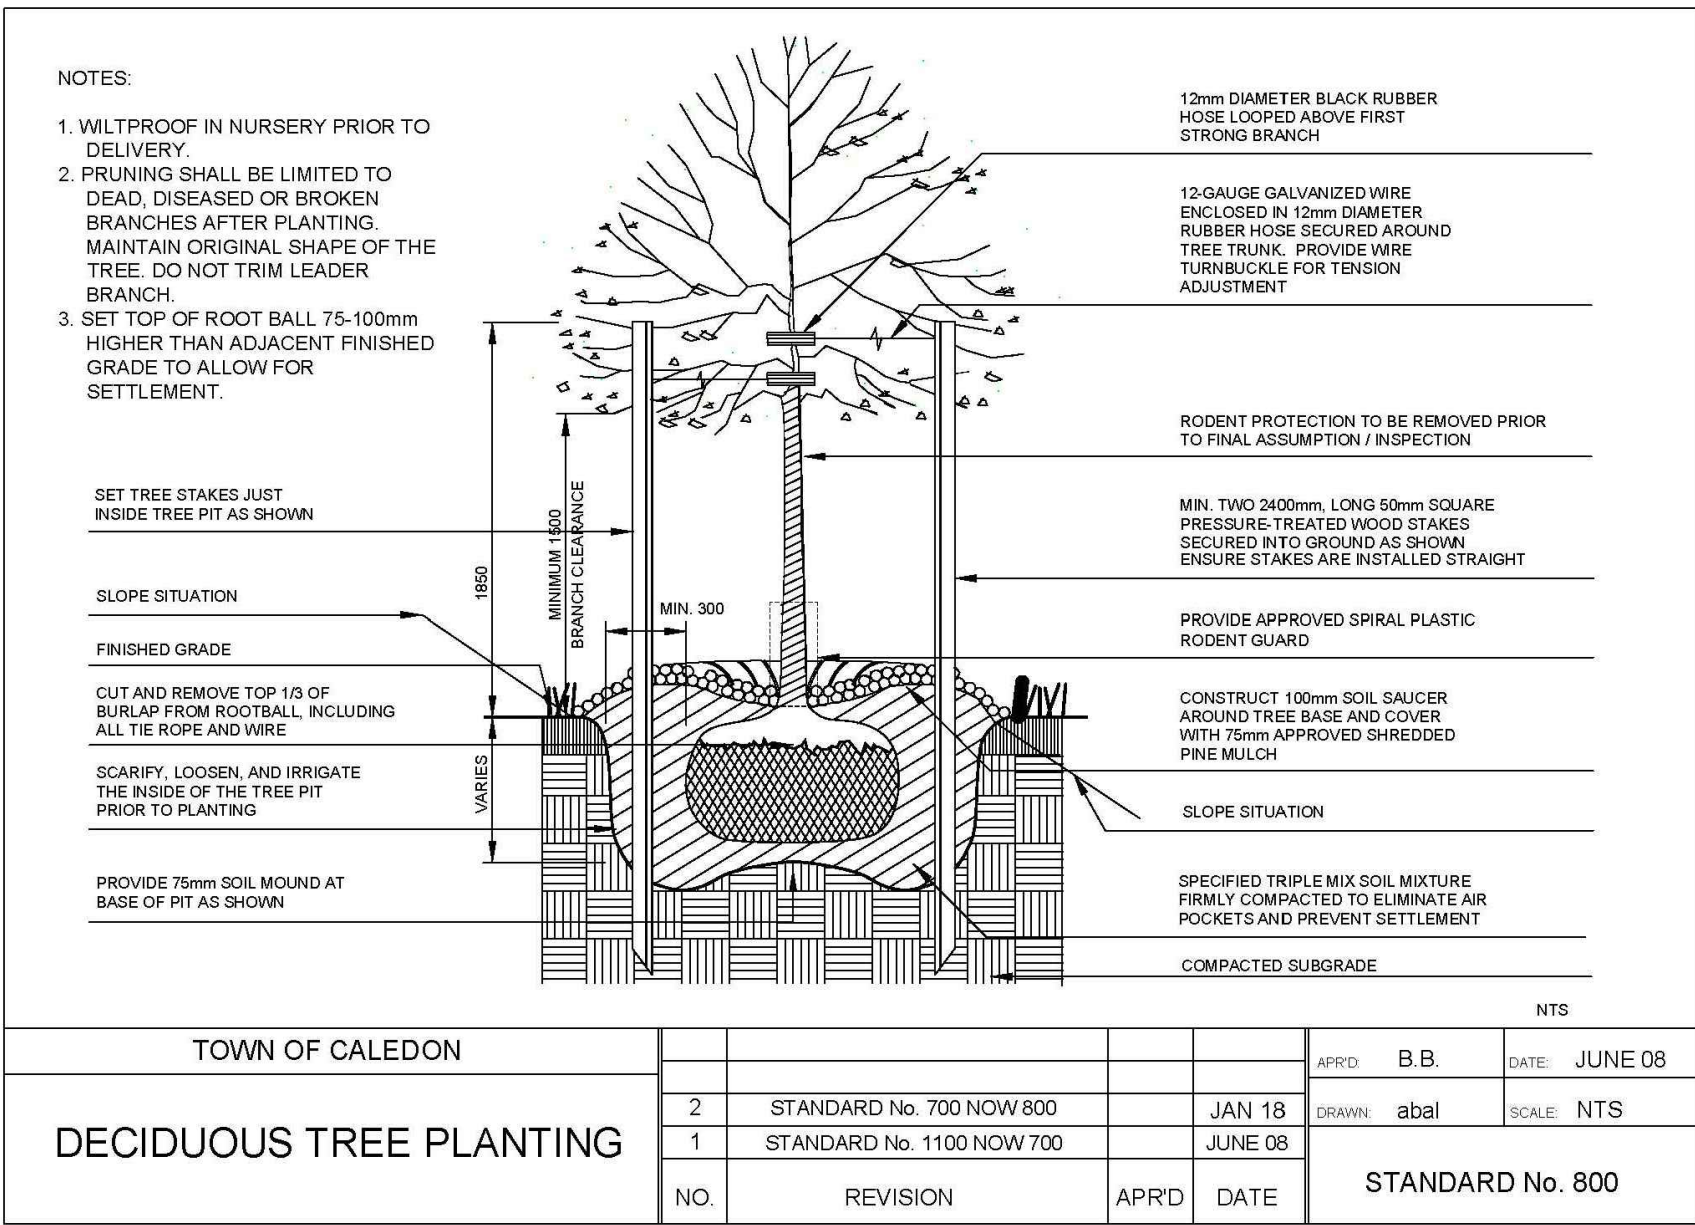 NOTES:
1. WILTPROOF IN NURSERY PRIOR TO
DELIVERY.
2. PRUNING SHALL BE LIMITED TO
DEAD, DISEASED OR BROKEN
BRANCHES AFTER PLANTING.
MAINTAIN ORIGINAL SHAPE OF THE
TREE. DO NOT TRIM LEADER
BRANCH.
3. SET TOP OF ROOT BALL 75-100mm
HIGHER THAN ADJACENT FINISHED
GRADE TO ALLOW FOR
SETTLEMENT.
SET TREE STAKES JUST
INSIDE TREE PIT AS SHOWN
SLOPE SITUATION
FINISHED GRADE
CUT AND REMOVE TOP 1/3 OF
BURLAP FROM ROOTBALL, INCLUDING
ALL TIE ROPE AND WIRE
SCARIFY, LOOSEN, AND IRRIGATE
THE INSIDE OF THE TREE PIT
PRIOR TO PLANTING
PROVIDE 75mm SOIL MOUND AT
BASE OF PIT AS SHOWN
1850
VARIES
MINIMUM 1500
BRANCH CLEARANCE
MIN. 300
12mm DIAMETER BLACK RUBBER
HOSE LOOPED ABOVE FIRST
STRONG BRANCH
12-GAUGE GALVANIZED WIRE
ENCLOSED IN 12mm DIAMETER
RUBBER HOSE SECURED AROUND
TREE TRUNK. PROVIDE WIRE
TURNBUCKLE FOR TENSION
ADJUSTMENT
RODENT PROTECTION TO BE REMOVED PRIOR
TO FINAL ASSUMPTION / INSPECTION
MIN. TWO 2400mm, LONG 50mm SQUARE
PRESSURE-TREATED WOOD STAKES
SECURED INTO GROUND AS SHOWN
ENSURE STAKES ARE INSTALLED STRAIGHT
PROVIDE APPROVED SPIRAL PLASTIC
RODENT GUARD
CONSTRUCT 100mm SOIL SAUCER
AROUND TREE BASE AND COVER
WITH 75mm APPROVED SHREDDED
PINE MULCH
SLOPE SITUATION
SPECIFIED TRIPLE MIX SOIL MIXTURE
FIRMLY COMPACTED TO ELIMINATE AIR
POCKETS AND PREVENT SETTLEMENT
COMPACTED SUBGRADE
NTS
TOWN OF CALEDON
DECIDUOUS TREE PLANTING
2 STANDARD No. 700 NOW 800 JAN 18
1 STANDARD No. 1100 NOW 700 JUNE 08
NO. REVISION APR'D DATE
APR'D: B.B. DATE: JUNE 08
DRAWN: abal SCALE: NTS
STANDARD No. 800